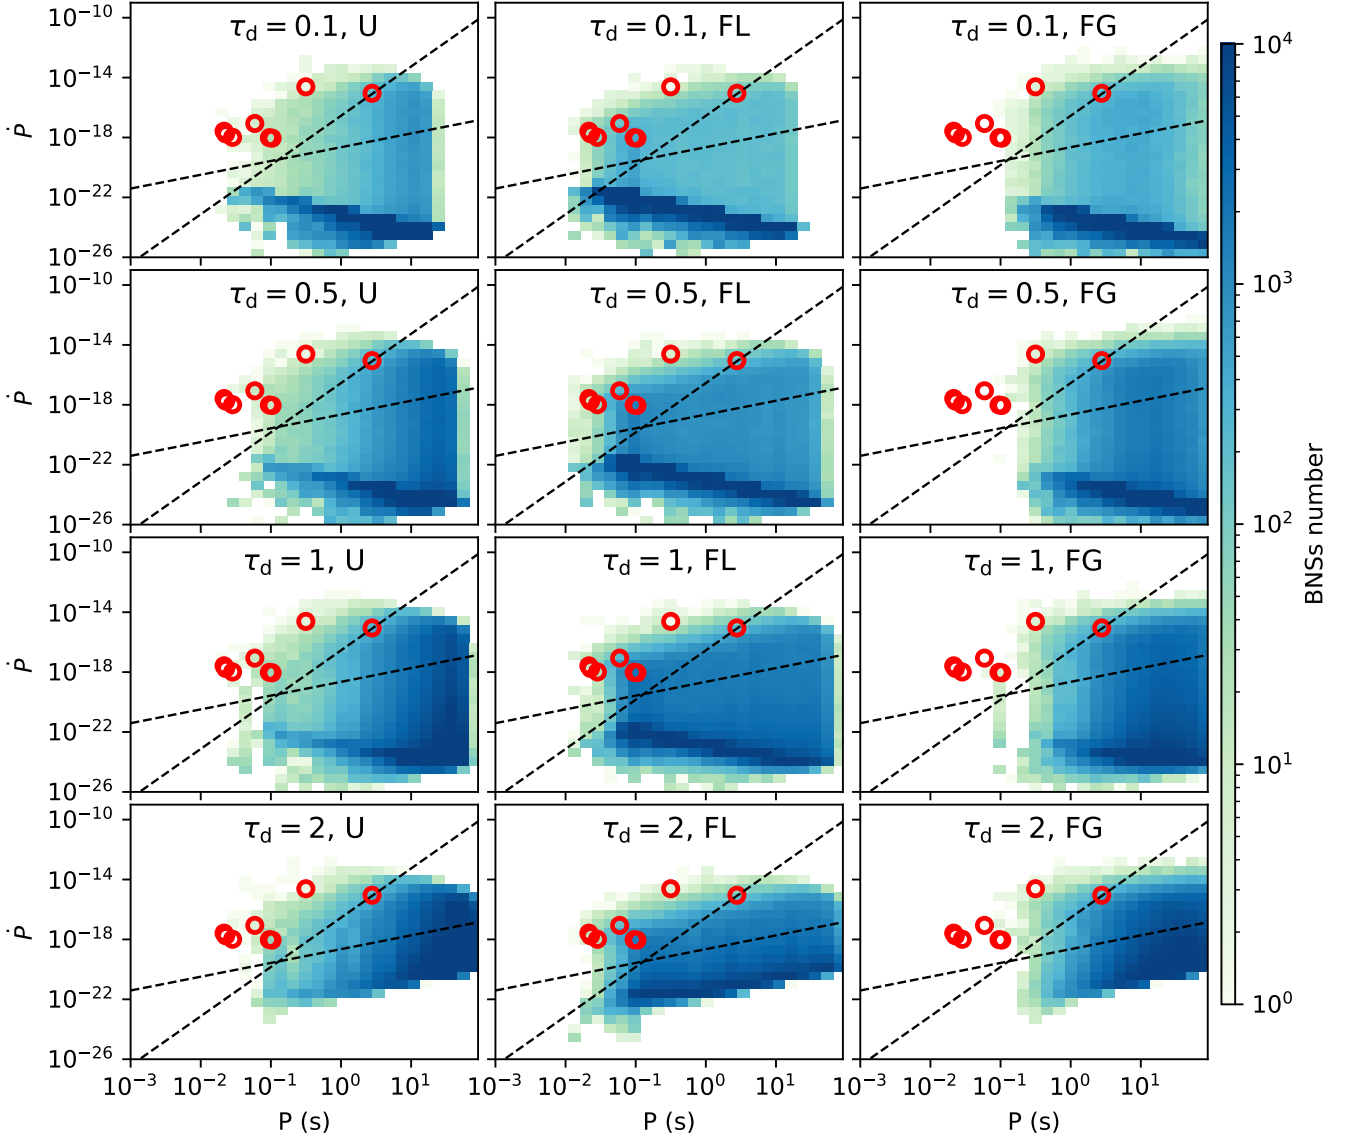 τd = 0.1, U
τd = 0.1, FL
τd = 0.1, FG
10⁻¹⁰
10⁻¹⁴
10⁻¹⁸
10⁻²²
10⁻²⁶
Ṗ
τd = 0.5, U
τd = 0.5, FL
τd = 0.5, FG
10⁻¹⁰
10⁻¹⁴
10⁻¹⁸
10⁻²²
10⁻²⁶
Ṗ
τd = 1, U
τd = 1, FL
τd = 1, FG
10⁻¹⁰
10⁻¹⁴
10⁻¹⁸
10⁻²²
10⁻²⁶
Ṗ
τd = 2, U
τd = 2, FL
τd = 2, FG
10⁻¹⁰
10⁻¹⁴
10⁻¹⁸
10⁻²²
10⁻²⁶
Ṗ
10⁻³ 10⁻² 10⁻¹ 10⁰ 10¹
10⁻³ 10⁻² 10⁻¹ 10⁰ 10¹
10⁻³ 10⁻² 10⁻¹ 10⁰ 10¹
P (s)
P (s)
P (s)
10⁴
10³
10²
10¹
10⁰
BNSs number